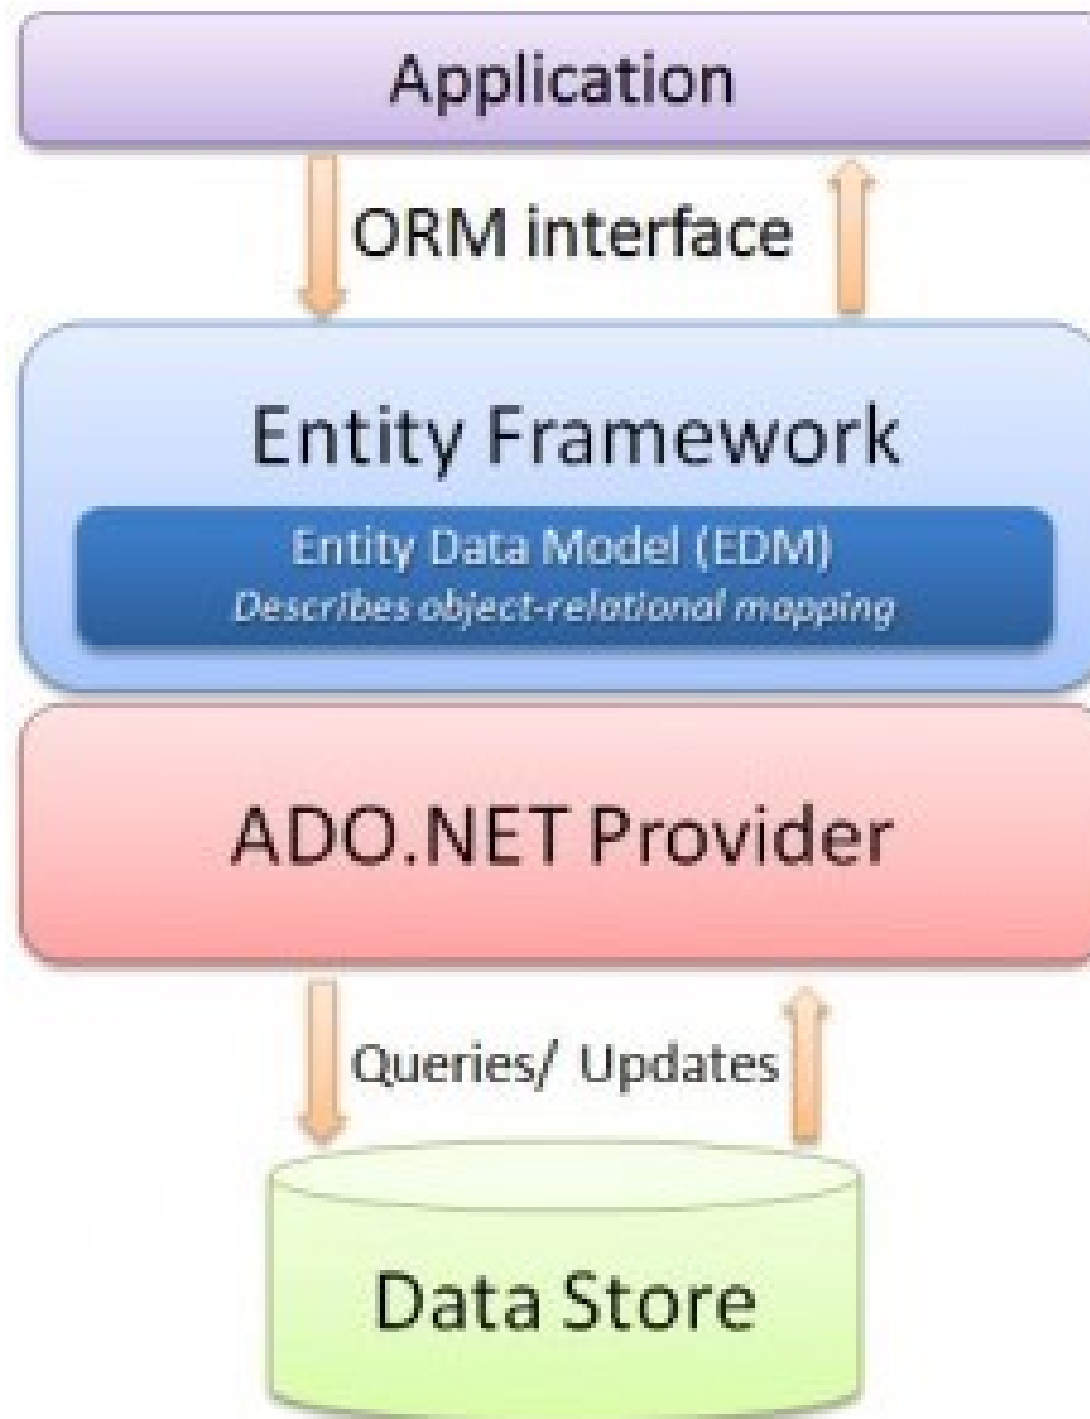 Application
ORM interface
Entity Framework
Entity Data Model (EDM)
Describes object-relational mapping
ADO.NET Provider
Queries/ Updates
Data Store